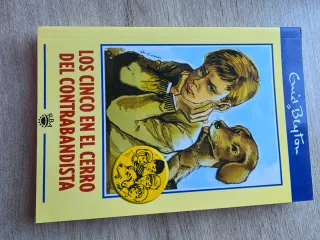 Enid Blyton
LOS CINCO EN EL CERRO
DEL CONTRABANDISTA